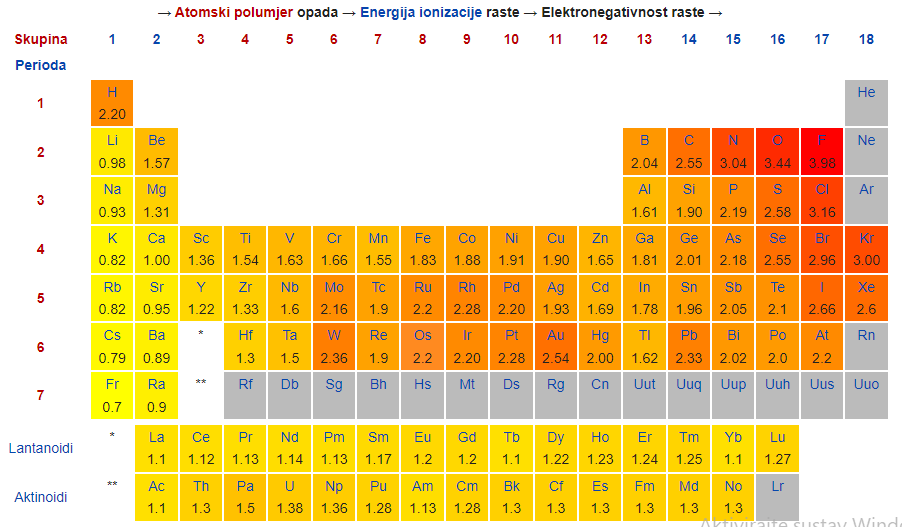 → Atomski polumjer opada → Energija ionizacije raste → Elektronegativnost raste →
Skupina 1 2 3 4 5 6 7 8 9 10 11 12 13 14 15 16 17 18
Perioda
H He
1
2.20
Li Be B C N O F Ne
2
0.98 1.57 2.04 2.55 3.04 3.44 3.98
Na Mg Al Si P S Cl Ar
3
0.93 1.31 1.61 1.90 2.19 2.58 3.16
K Ca Sc Ti V Cr Mn Fe Co Ni Cu Zn Ga Ge As Se Br Kr
4
0.82 1.00 1.36 1.54 1.63 1.66 1.55 1.83 1.88 1.91 1.90 1.65 1.81 2.01 2.18 2.55 2.96 3.00
Rb Sr Y Zr Nb Mo Tc Ru Rh Pd Ag Cd In Sn Sb Te I Xe
5
0.82 0.95 1.22 1.33 1.6 2.16 1.9 2.2 2.28 2.20 1.93 1.69 1.78 1.96 2.05 2.1 2.66 2.6
Cs Ba * Hf Ta W Re Os Ir Pt Au Hg Tl Pb Bi Po At Rn
6
0.79 0.89 1.3 1.5 2.36 1.9 2.2 2.20 2.28 2.54 2.00 1.62 2.33 2.02 2.0 2.2
Fr Ra ** Rf Db Sg Bh Hs Mt Ds Rg Cn Uut Uuq Uup Uuh Uus Uuo
7
0.7 0.9
* La Ce Pr Nd Pm Sm Eu Gd Tb Dy Ho Er Tm Yb Lu
Lantanoidi
1.1 1.12 1.13 1.14 1.13 1.17 1.2 1.2 1.1 1.22 1.23 1.24 1.25 1.1 1.27
** Ac Th Pa U Np Pu Am Cm Bk Cf Es Fm Md No Lr
Aktinoidi
1.1 1.3 1.5 1.38 1.36 1.28 1.13 1.28 1.3 1.3 1.3 1.3 1.3 1.3
Aktivirajte sustav